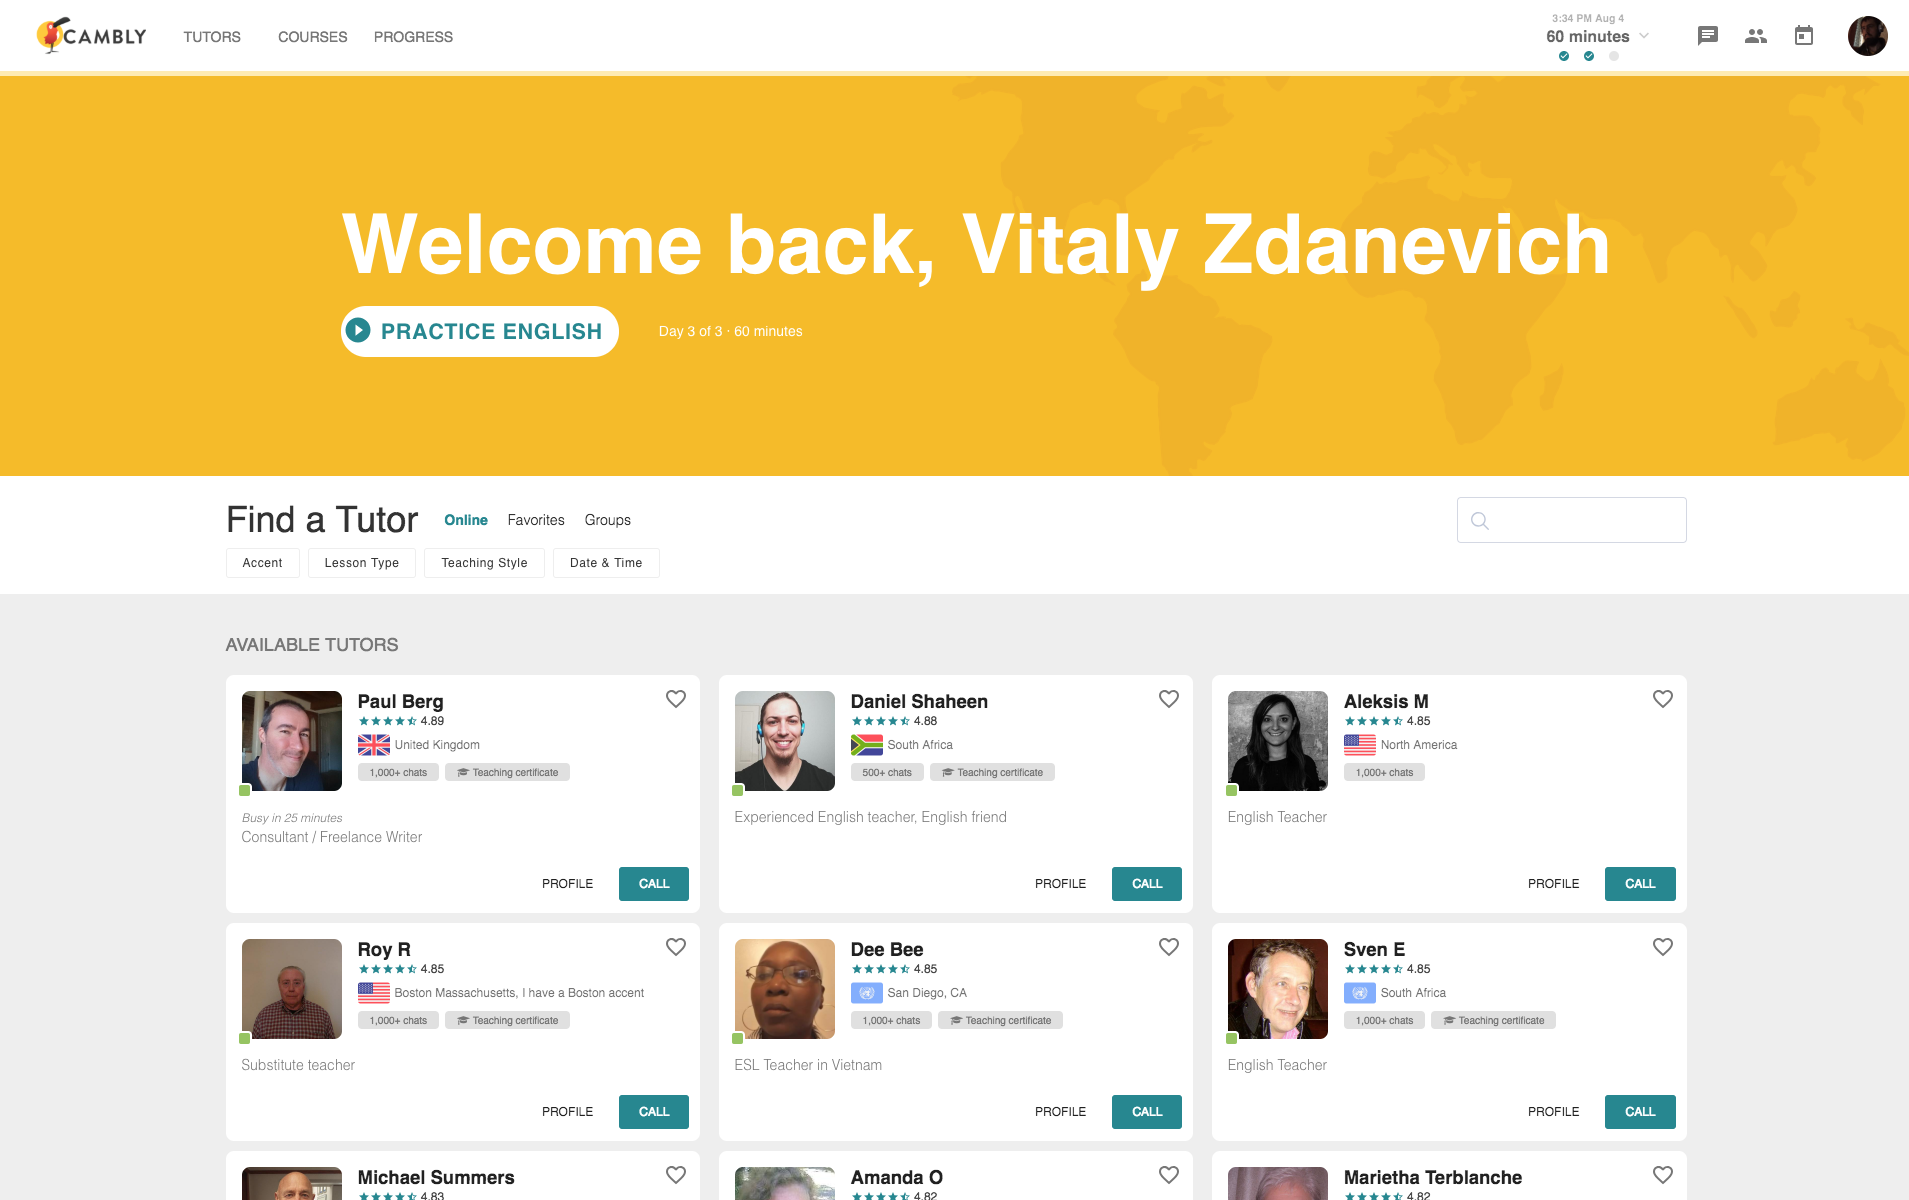 CAMBLY
TUTORS COURSES PROGRESS
3:34 PM Aug 4
60 minutes
Welcome back, Vitaly Zdanevich
PRACTICE ENGLISH
Day 3 of 3 · 60 minutes
Find a Tutor Online Favorites Groups
Accent Lesson Type Teaching Style Date & Time
AVAILABLE TUTORS
Paul Berg
4.89
United Kingdom
1,000+ chats Teaching certificate
Busy in 25 minutes
Consultant / Freelance Writer
PROFILE CALL
Daniel Shaheen
4.88
South Africa
500+ chats Teaching certificate
Experienced English teacher, English friend
PROFILE CALL
Aleksis M
4.85
North America
1,000+ chats
English Teacher
PROFILE CALL
Roy R
4.85
Boston Massachusetts, I have a Boston accent
1,000+ chats Teaching certificate
Substitute teacher
PROFILE CALL
Dee Bee
4.85
San Diego, CA
1,000+ chats Teaching certificate
ESL Teacher in Vietnam
PROFILE CALL
Sven E
4.85
South Africa
1,000+ chats Teaching certificate
English Teacher
PROFILE CALL
Michael Summers
4.83
Amanda O
4.82
Marietha Terblanche
4.82